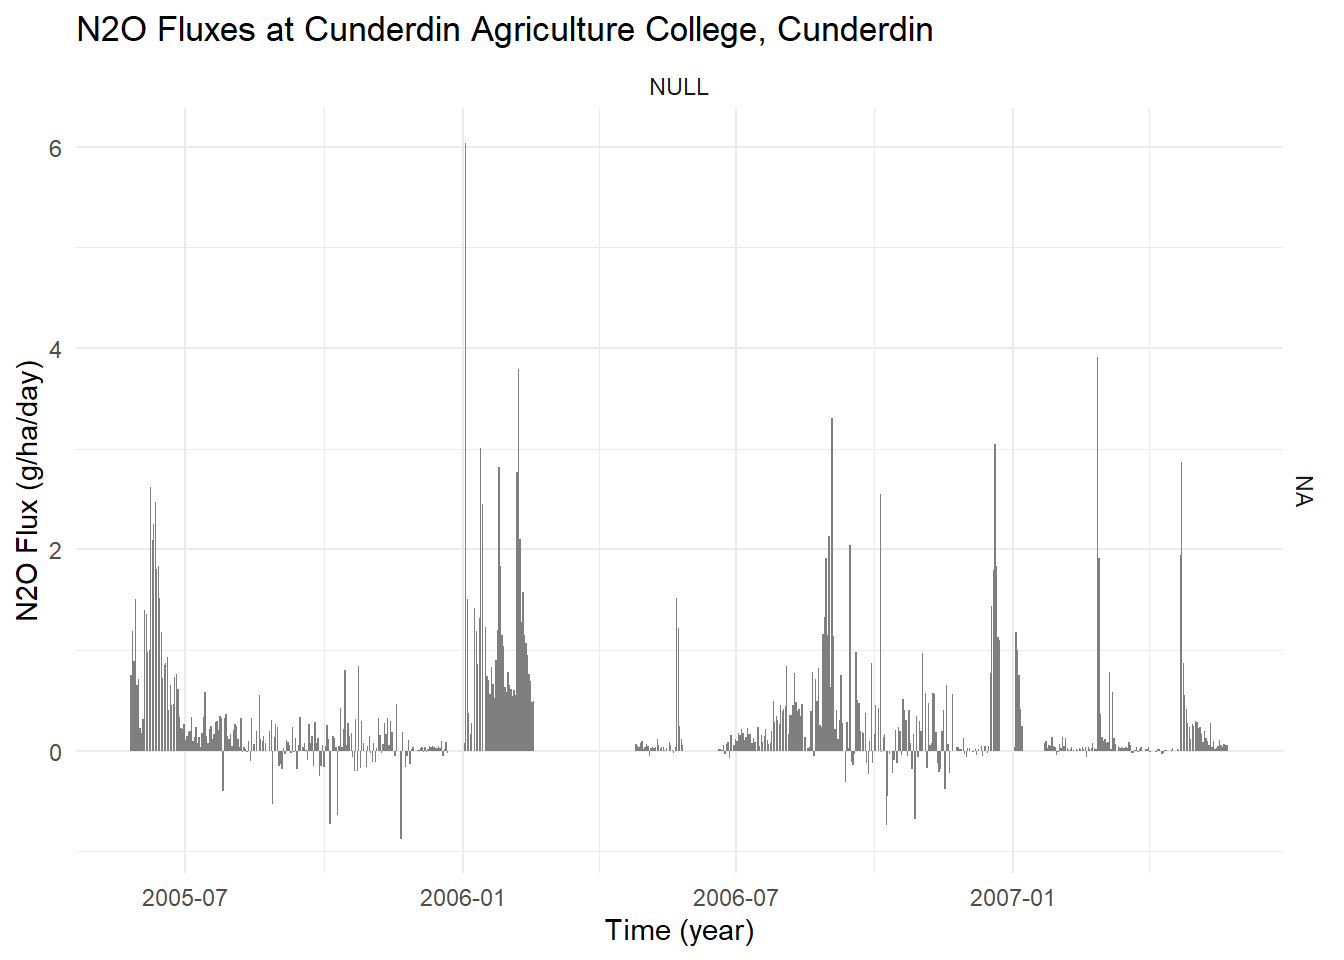 N2O Fluxes at Cunderdin Agriculture College, Cunderdin
NULL
6
4
2
0
N2O Flux (g/ha/day)
NA
2005-07
2006-01
2006-07
2007-01
Time (year)